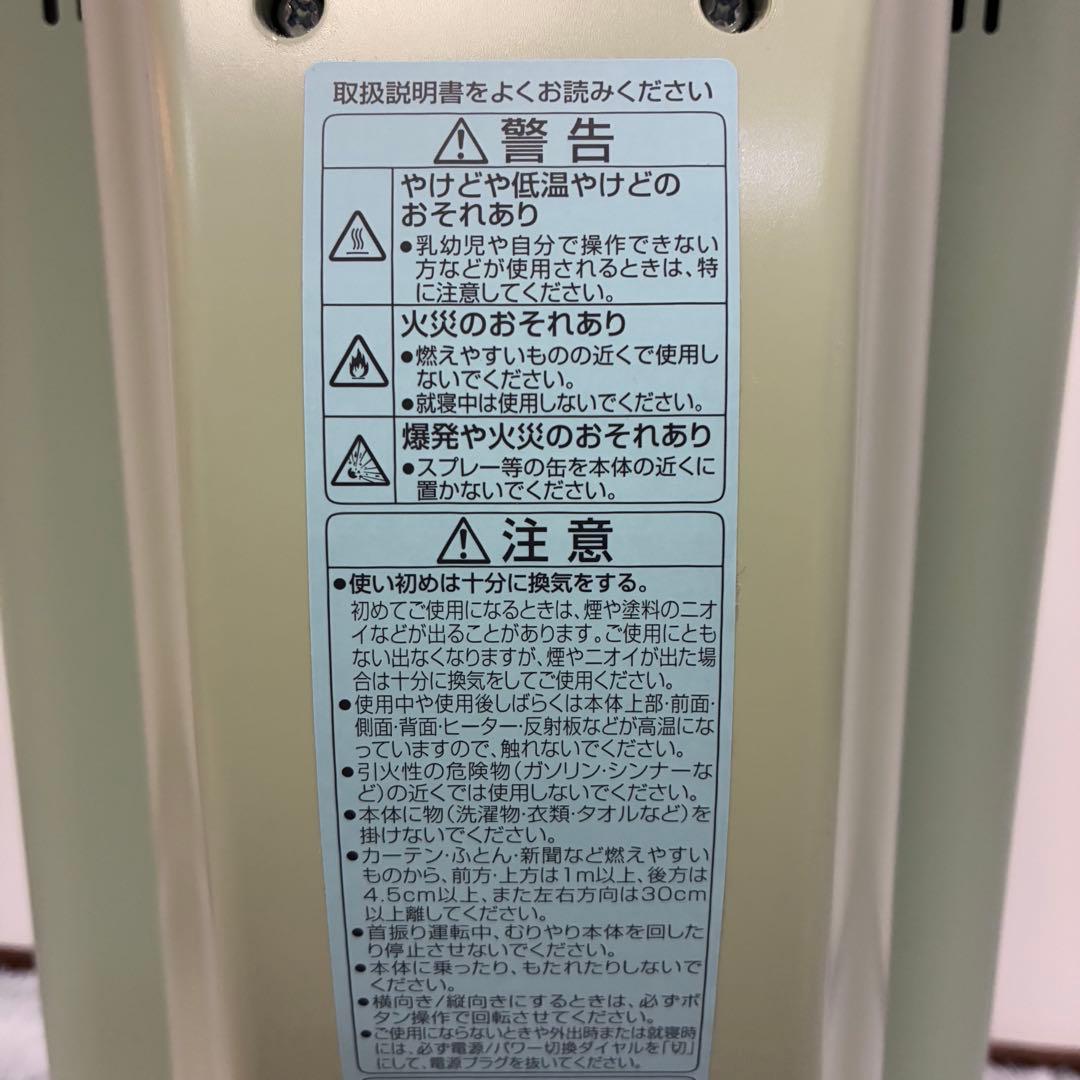 取扱説明書をよくお読みください
警告
やけどや低温やけどの
おそれあり
●乳幼児や自分で操作できない
方などが使用されるときは、特
に注意してください。
火災のおそれあり
●燃えやすいものの近くで使用し
ないでください。
●就寝中は使用しないでください。
爆発や火災のおそれあり
●スプレー等の缶を本体の近くに
置かないでください。
注意
●使い初めは十分に換気をする。
初めてご使用になるときは、煙や塗料のニオ
イなどが出ることがあります。ご使用にとも
ない出なくなりますが、煙やニオイが出た場
合は十分に換気をしてご使用ください。
●使用中や使用後しばらくは本体上部・前面・
側面・背面・ヒーター・反射板などが高温にな
っていますので、触れないでください。
●引火性の危険物(ガソリン・シンナーな
ど)の近くでは使用しないでください。
●本体に物(洗濯物・衣類・タオルなど)を
掛けないでください。
●カーテン・ふとん・新聞など燃えやすい
ものから、前方・上方は1m以上、後方は
4.5cm以上、また左右方向は30cm
以上離してください。
●首振り運転中、むりやり本体を回した
り停止させないでください。
●本体に乗ったり、もたれたりしないで
ください。
●横向き/縦向きにするときは、必ずボ
タン操作で回転させてください。
●ご使用にならないときや外出時または就寝時
には、必ず電源/パワー切換ダイヤルを「切」
にして、電源プラグを抜いてください。